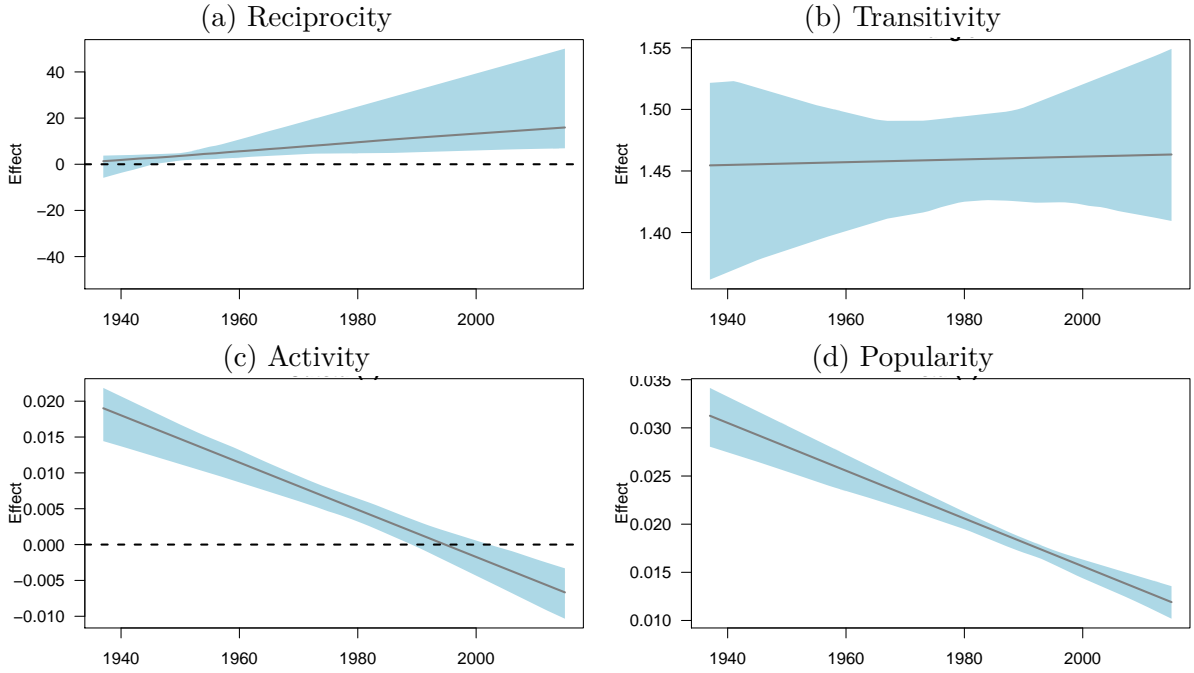 (a) Reciprocity
(b) Transitivity
Effect
40
20
0
−20
−40
1940 1960 1980 2000
Effect
1.55
1.50
1.45
1.40
1940 1960 1980 2000
(c) Activity
(d) Popularity
Effect
0.020
0.015
0.010
0.005
0.000
−0.005
−0.010
1940 1960 1980 2000
Effect
0.035
0.030
0.025
0.020
0.015
0.010
1940 1960 1980 2000